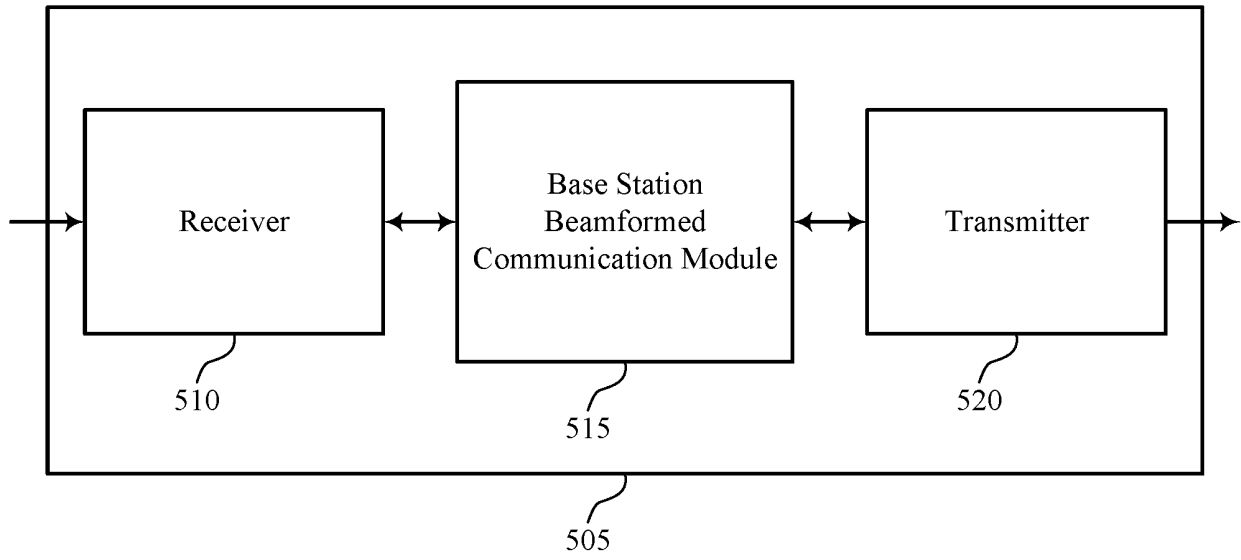 Receiver
Base Station
Beamformed
Communication Module
Transmitter
510
515
520
505